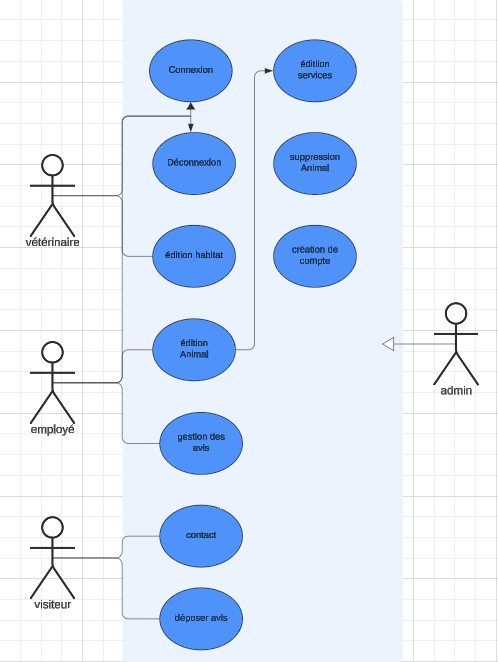 Connexion
éditiion
services
Déconnexion
suppression
Animal
vétérinaire
édition habitat
création de
compte
édition
Animal
admin
employé
gestion des
avis
contact
visiteur
déposer avis